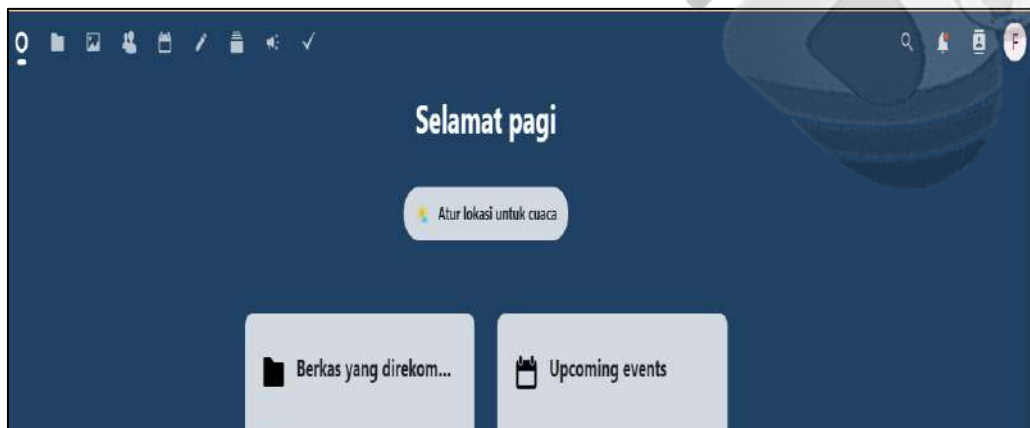 F
Selamat pagi
Atur lokasi untuk cuaca
Berkas yang direkom...
Upcoming events